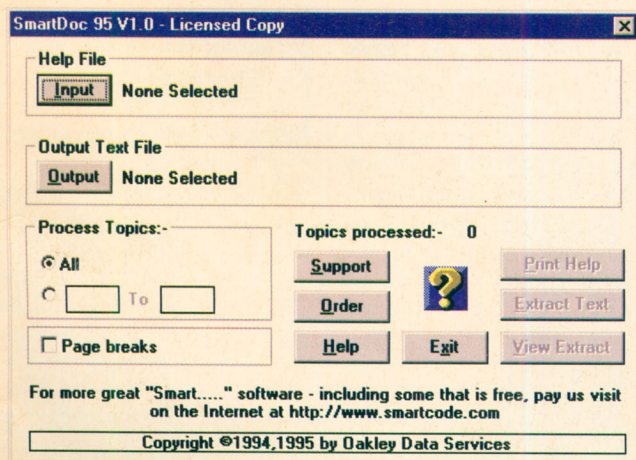 SmartDoc 95 V1.0 - Licensed Copy
Help File
Input None Selected
Output Text File
Output None Selected
Process Topics:-
All
To
Page breaks
Topics processed:- 0
Support
Order
Help
Exit
Print Help
Extract Text
View Extract
For more great "Smart....." software - including some that is free, pay us visit
on the Internet at http://www.smartcode.com
Copyright ©1994,1995 by Oakley Data Services